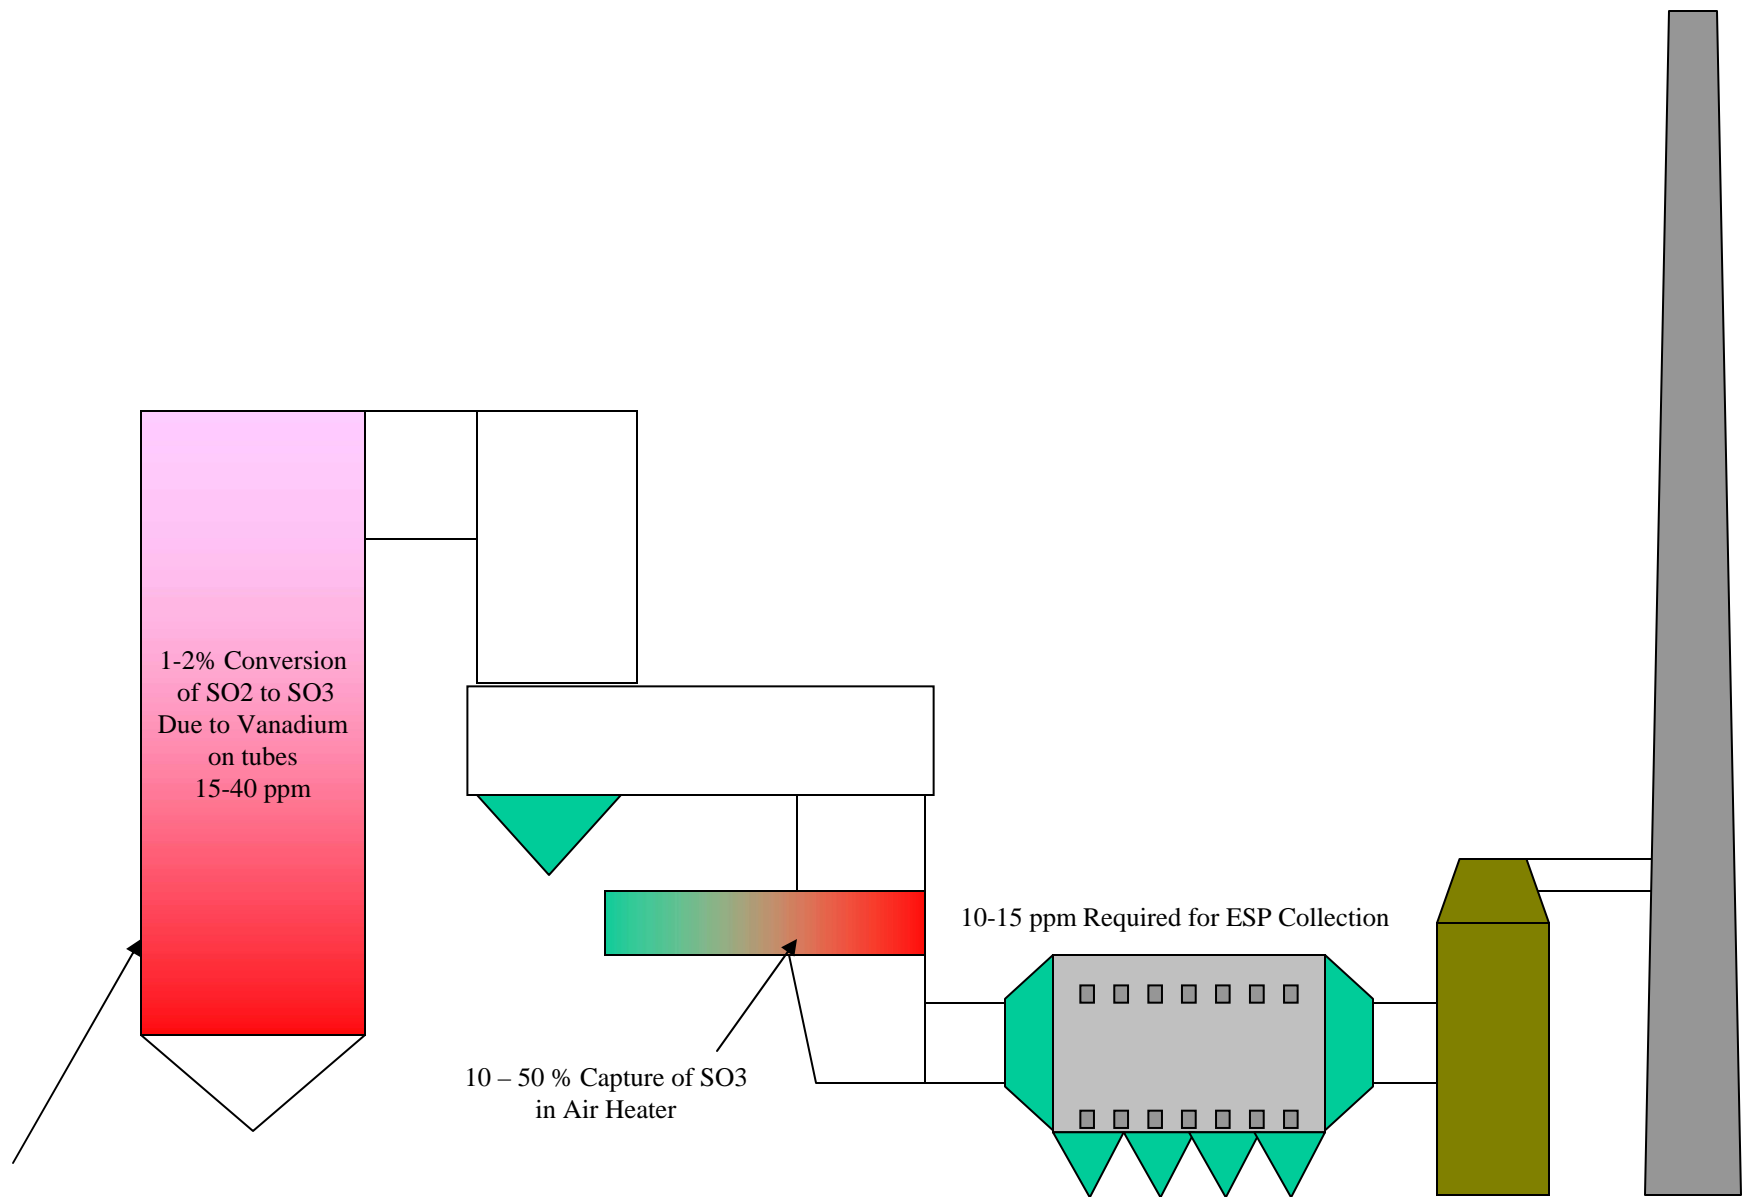 1-2% Conversion
of SO2 to SO3
Due to Vanadium
on tubes
15-40 ppm
10-15 ppm Required for ESP Collection
10 – 50 % Capture of SO3
in Air Heater